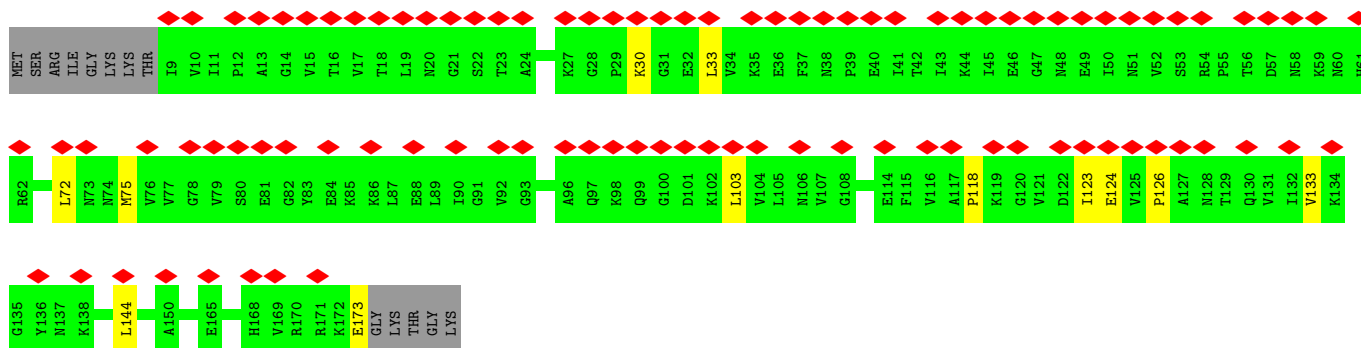 MET SER ARG ILE GLY LYS LYS THR I9 V10 I11 P12 A13 G14 V15 T16 V17 T18 L19 N20 G21 S22 T23 A24 K27 G28 P29 K30 G31 E32 L33 V34 K35 E36 F37 N38 P39 E40 I41 T42 I43 K44 I45 E46 G47 N48 E49 I50 N51 V52 S53 R54 P55 T56 D57 N58 K59 N60 H61
R62 L72 N73 N74 M75 V76 V77 G78 V79 S80 E81 G82 Y83 E84 K85 K86 L87 E88 L89 I90 G91 V92 G93 A96 Q97 K98 Q99 G100 D101 K102 L103 V104 L105 N106 V107 G108 E114 F115 V116 A117 P118 K119 G120 V121 D122 I123 E124 V125 P126 A127 N128 T129 Q130 V131 I132 V133 K134
G135 Y136 N137 K138 L144 A150 E165 H168 V169 R170 R171 K172 E173 GLY LYS THR GLY LYS